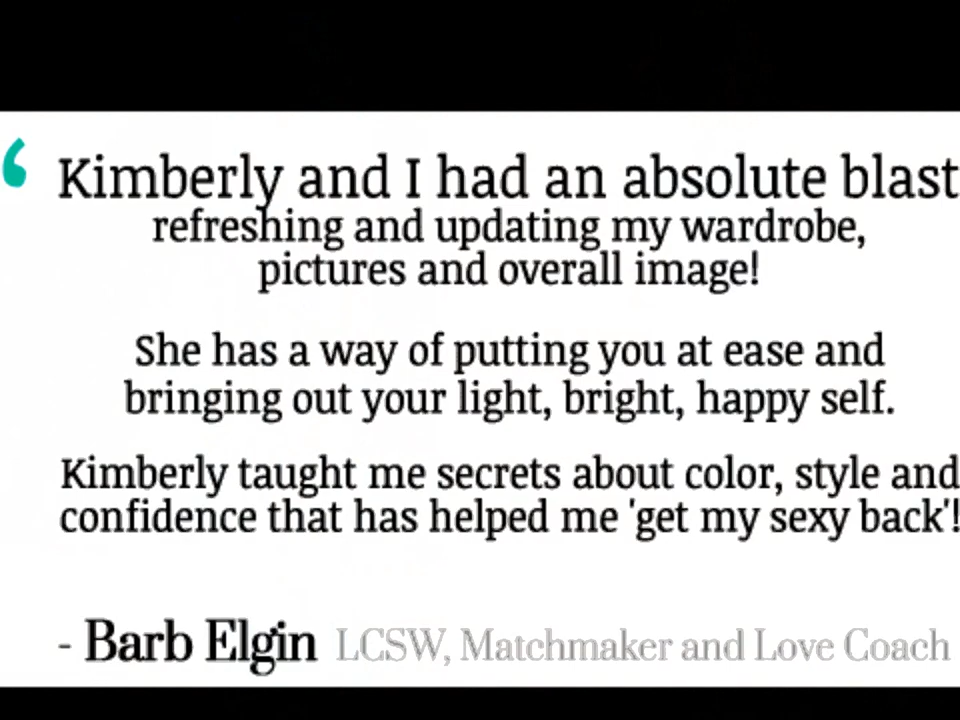 ‘ Kimberly and I had an absolute blast
refreshing and updating my wardrobe,
pictures and overall image!
She has a way of putting you at ease and
bringing out your light, bright, happy self.
Kimberly taught me secrets about color, style and
confidence that has helped me 'get my sexy back'!
- Barb Elgin LCSW, Matchmaker and Love Coach